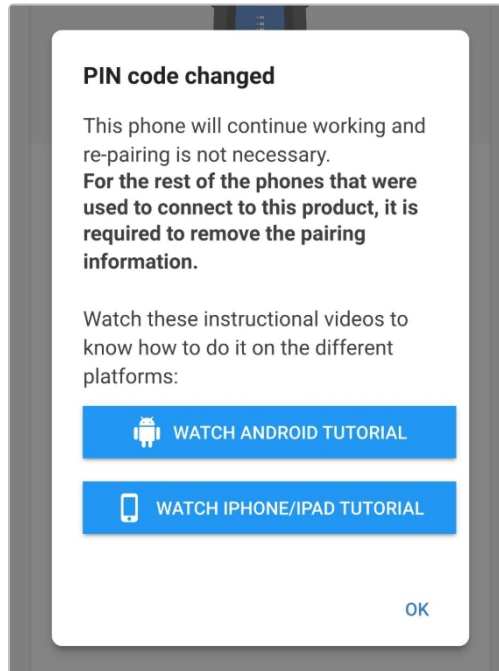 PIN code changed
This phone will continue working and
re-pairing is not necessary.
For the rest of the phones that were
used to connect to this product, it is
required to remove the pairing
information.
Watch these instructional videos to
know how to do it on the different
platforms:
WATCH ANDROID TUTORIAL
WATCH IPHONE/IPAD TUTORIAL
OK